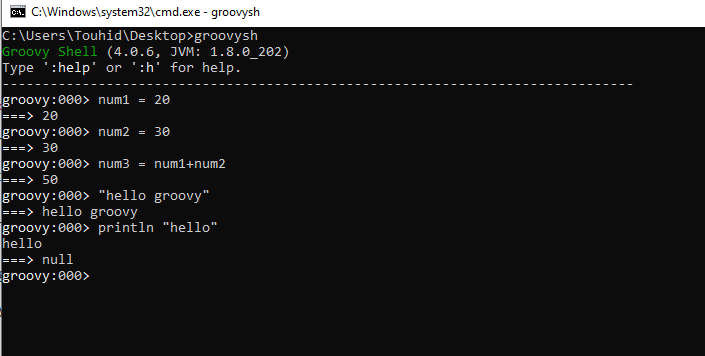 C:\Windows\system32\cmd.exe - groovysh
C:\Users\Touhid\Desktop>groovysh
Groovy Shell (4.0.6, JVM: 1.8.0_202)
Type ':help' or ':h' for help.
-------------------------------------------------------------------------------
groovy:000> num1 = 20
===> 20
groovy:000> num2 = 30
===> 30
groovy:000> num3 = num1+num2
===> 50
groovy:000> "hello groovy"
===> hello groovy
groovy:000> println "hello"
hello
===> null
groovy:000>